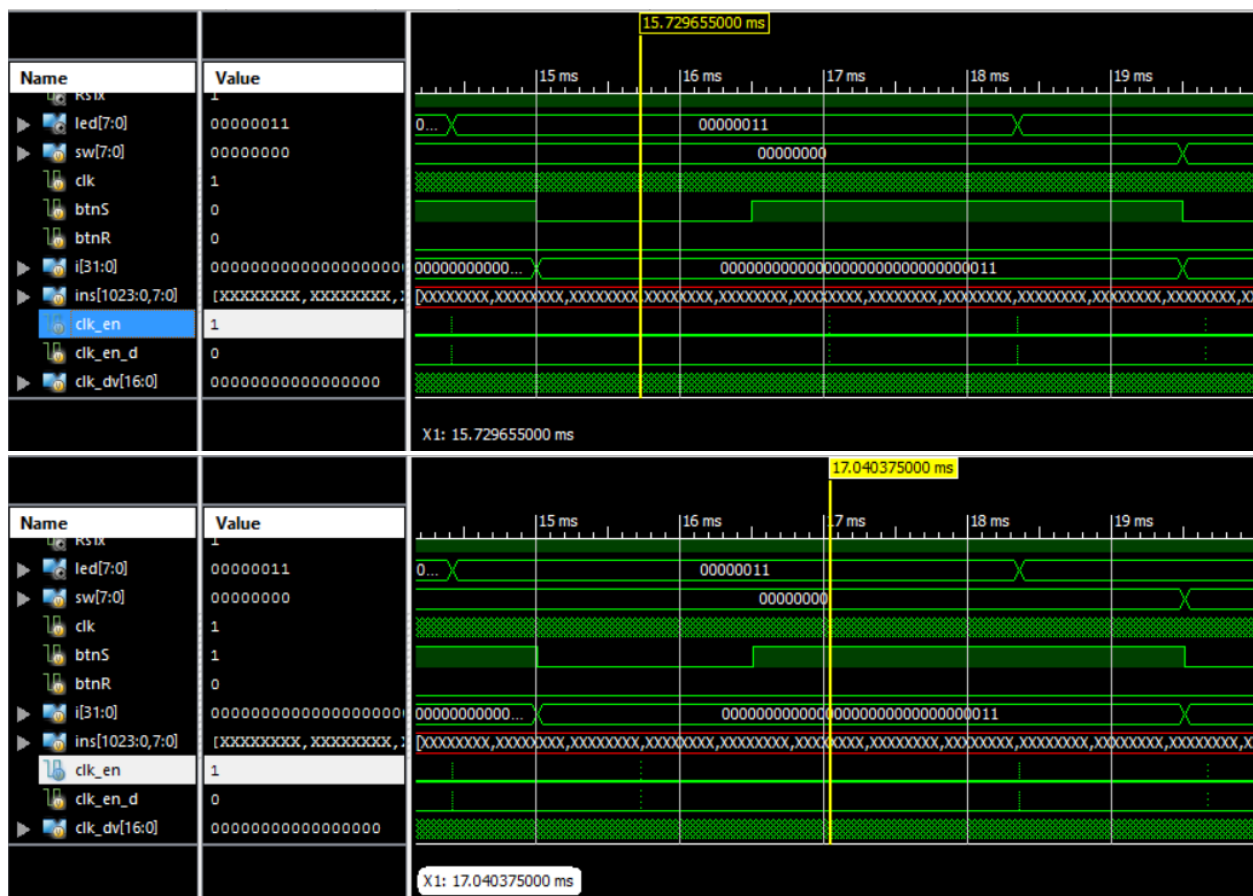 15.729655000 ms
15 ms 16 ms 17 ms 18 ms 19 ms
Name Value
RsTx 1
led[7:0] 00000011 0... 00000011
sw[7:0] 00000000 00000000
clk 1
btnS 0
btnR 0
i[31:0] 00000000000... 00000000000000000000000000000011
ins[1023:0,7:0] [XXXXXXXX,XXXXXXXX, [XXXXXXXX,XXXXXXXX,XXXXXXXX,XXXXXXXX,XXXXXXXX,XXXXXXXX,XXXXXXXX,XXXXXXXX,XXXXXXXX,XXXXXXXX,XXXXXXXX,X
clk_en 1
clk_en_d 0
clk_dv[16:0] 00000000000000000
X1: 15.729655000 ms
17.040375000 ms
15 ms 16 ms 17 ms 18 ms 19 ms
Name Value
RsTx 1
led[7:0] 00000011 0... 00000011
sw[7:0] 00000000 00000000
clk 1
btnS 1
btnR 0
i[31:0] 00000000000... 00000000000000000000000000000011
ins[1023:0,7:0] [XXXXXXXX,XXXXXXXX, [XXXXXXXX,XXXXXXXX,XXXXXXXX,XXXXXXXX,XXXXXXXX,XXXXXXXX,XXXXXXXX,XXXXXXXX,XXXXXXXX,XXXXXXXX,XXXXXXXX,X
clk_en 1
clk_en_d 0
clk_dv[16:0] 00000000000000000
X1: 17.040375000 ms